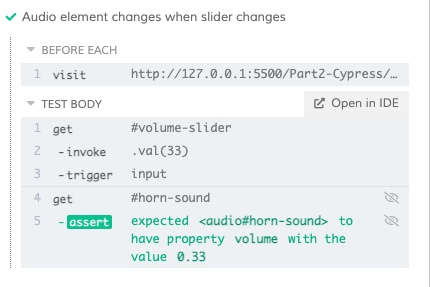 Audio element changes when slider changes
BEFORE EACH
1 visit http://127.0.0.1:5500/Part2-Cypress/…
TEST BODY Open in IDE
1 get #volume-slider
2 -invoke .val(33)
3 -trigger input
4 get #horn-sound
5 -assert expected <audio#horn-sound> to
have property volume with the
value 0.33